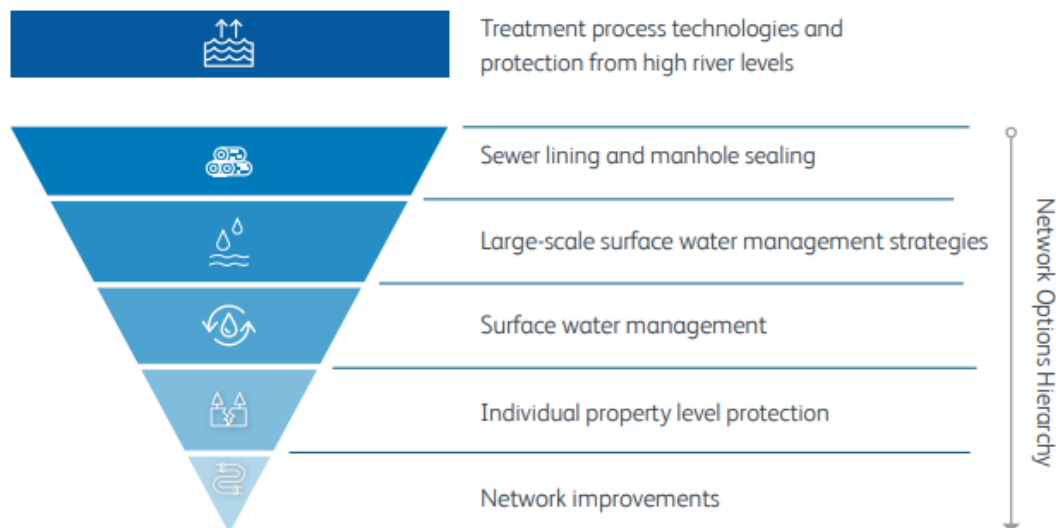 Treatment process technologies and
protection from high river levels
Sewer lining and manhole sealing
Large-scale surface water management strategies
Surface water management
Individual property level protection
Network improvements
Network Options Hierarchy